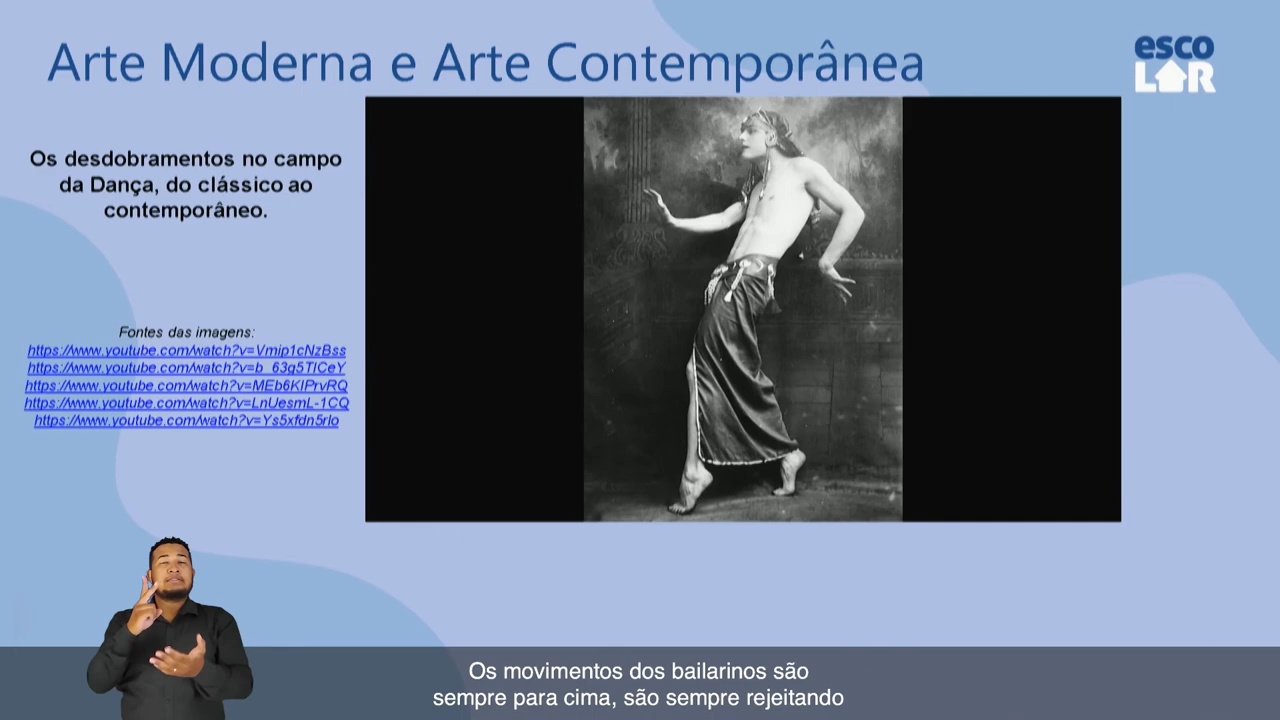 Arte Moderna e Arte Contemporânea
esco
LAR
Os desdobramentos no campo
da Dança, do clássico ao
contemporâneo.
Fontes das imagens:
https://www.youtube.com/watch?v=Vmip1cNzBss
https://www.youtube.com/watch?v=b_63g5TlCeY
https://www.youtube.com/watch?v=MEb6KlPrvRQ
https://www.youtube.com/watch?v=LnUesmL-1CQ
https://www.youtube.com/watch?v=Ys5xfdn5rlo
Os movimentos dos bailarinos são
sempre para cima, são sempre rejeitando